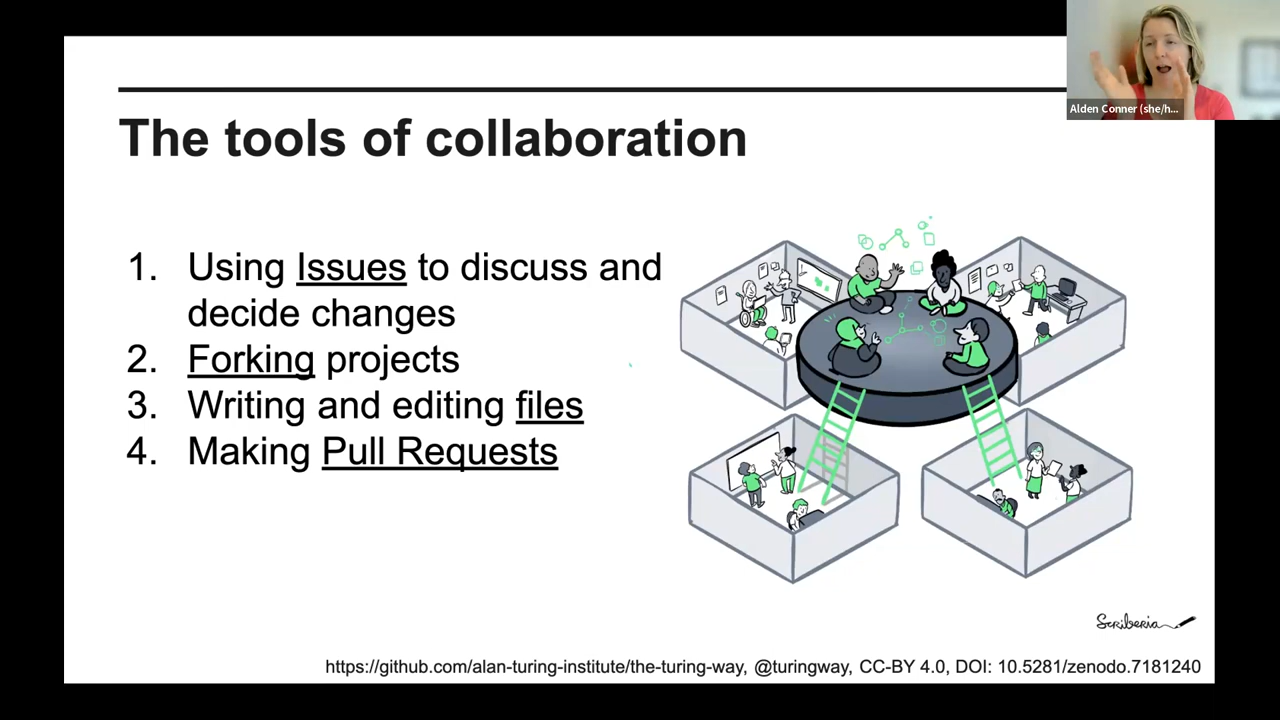 Alden Conner (she/h...
The tools of collaboration
1. Using Issues to discuss and
decide changes
2. Forking projects
3. Writing and editing files
4. Making Pull Requests
Scriberia
https://github.com/alan-turing-institute/the-turing-way, @turingway, CC-BY 4.0, DOI: 10.5281/zenodo.7181240